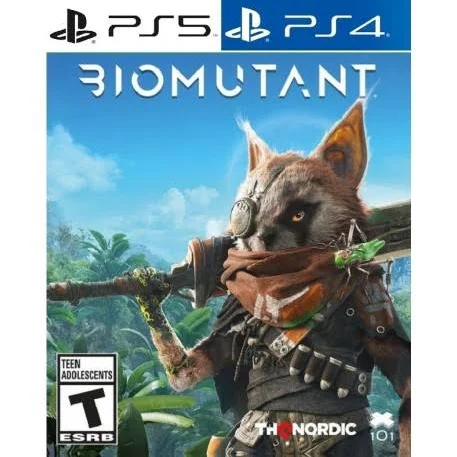 PS5 PS4
BIOMUTANT
TEEN
ADOLESCENTS
T
ESRB
THQ NORDIC
101